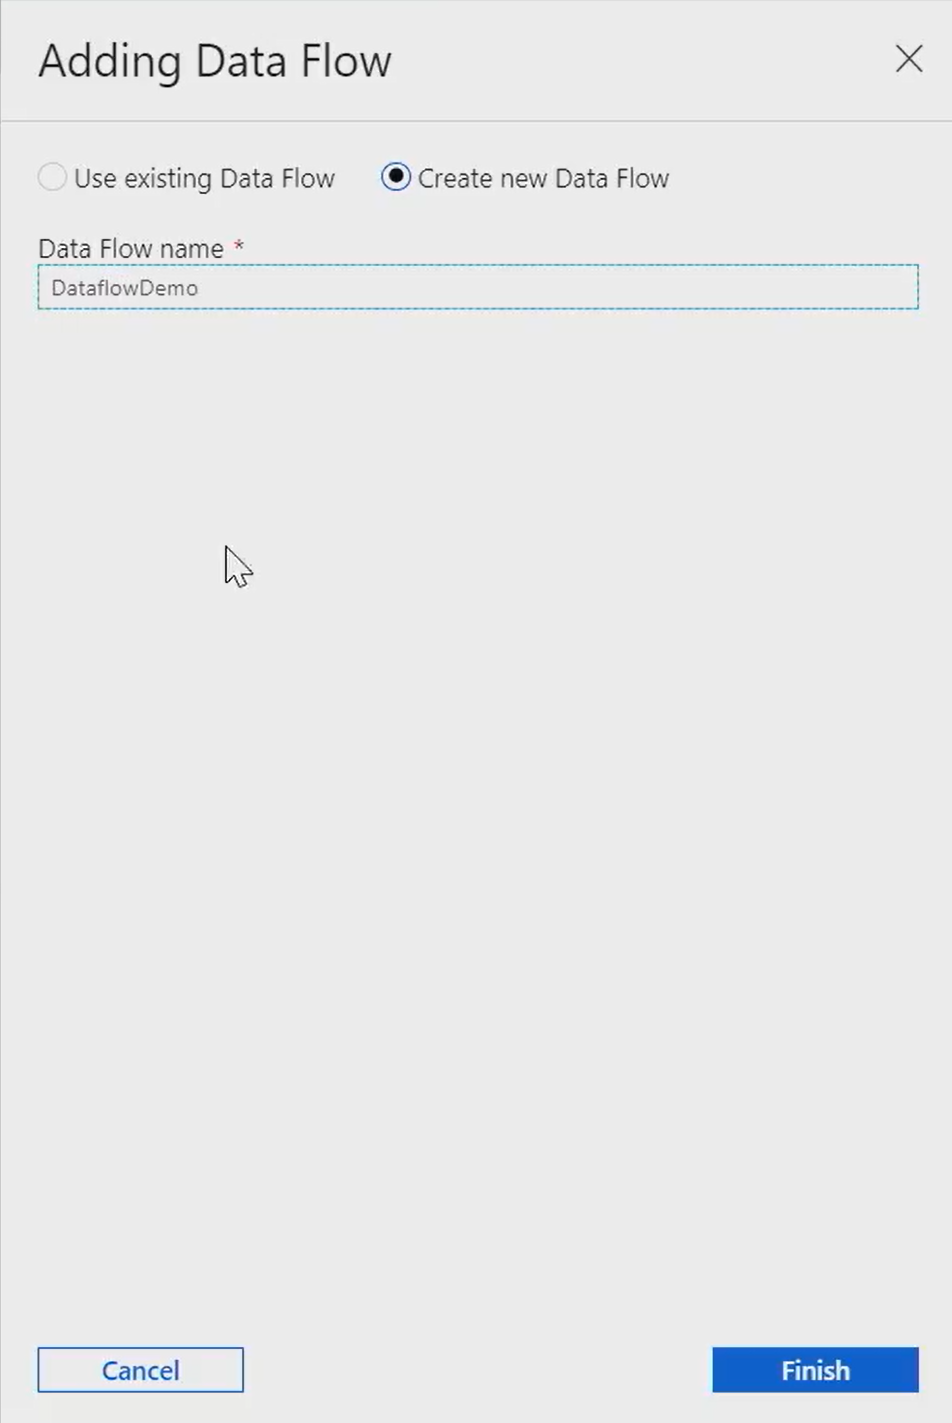 Adding Data Flow
Use existing Data Flow Create new Data Flow
Data Flow name *
DataflowDemo
Cancel Finish